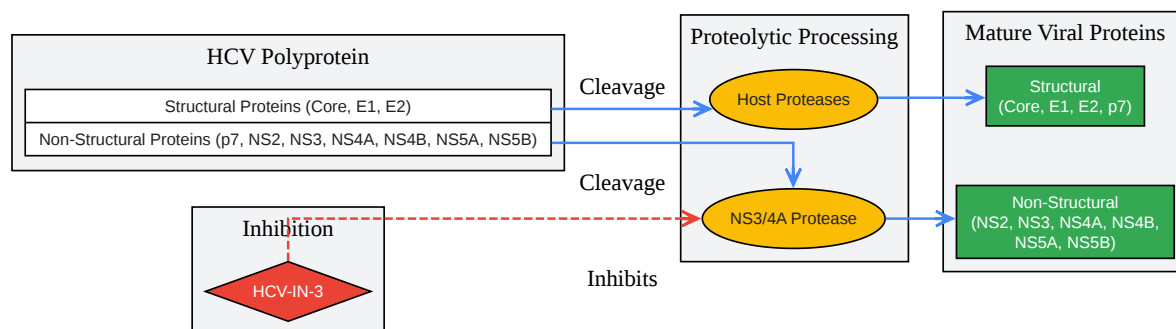 HCV Polyprotein
Structural Proteins (Core, E1, E2)
Non-Structural Proteins (p7, NS2, NS3, NS4A, NS4B, NS5A, NS5B)
Cleavage
Cleavage
Proteolytic Processing
Host Proteases
NS3/4A Protease
Mature Viral Proteins
Structural
(Core, E1, E2, p7)
Non-Structural
(NS2, NS3, NS4A, NS4B,
NS5A, NS5B)
Inhibition
HCV-IN-3
Inhibits